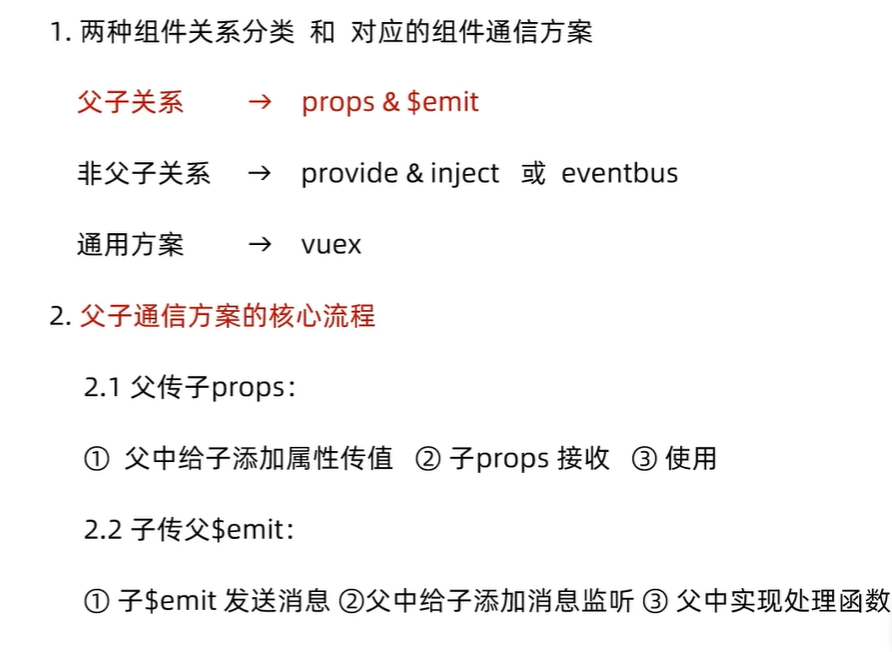 1. 两种组件关系分类 和 对应的组件通信方案
父子关系 → props & $emit
非父子关系 → provide & inject 或 eventbus
通用方案 → vuex
2. 父子通信方案的核心流程
2.1 父传子props：
① 父中给子添加属性传值 ② 子props 接收 ③ 使用
2.2 子传父$emit：
① 子$emit 发送消息 ②父中给子添加消息监听 ③ 父中实现处理函数